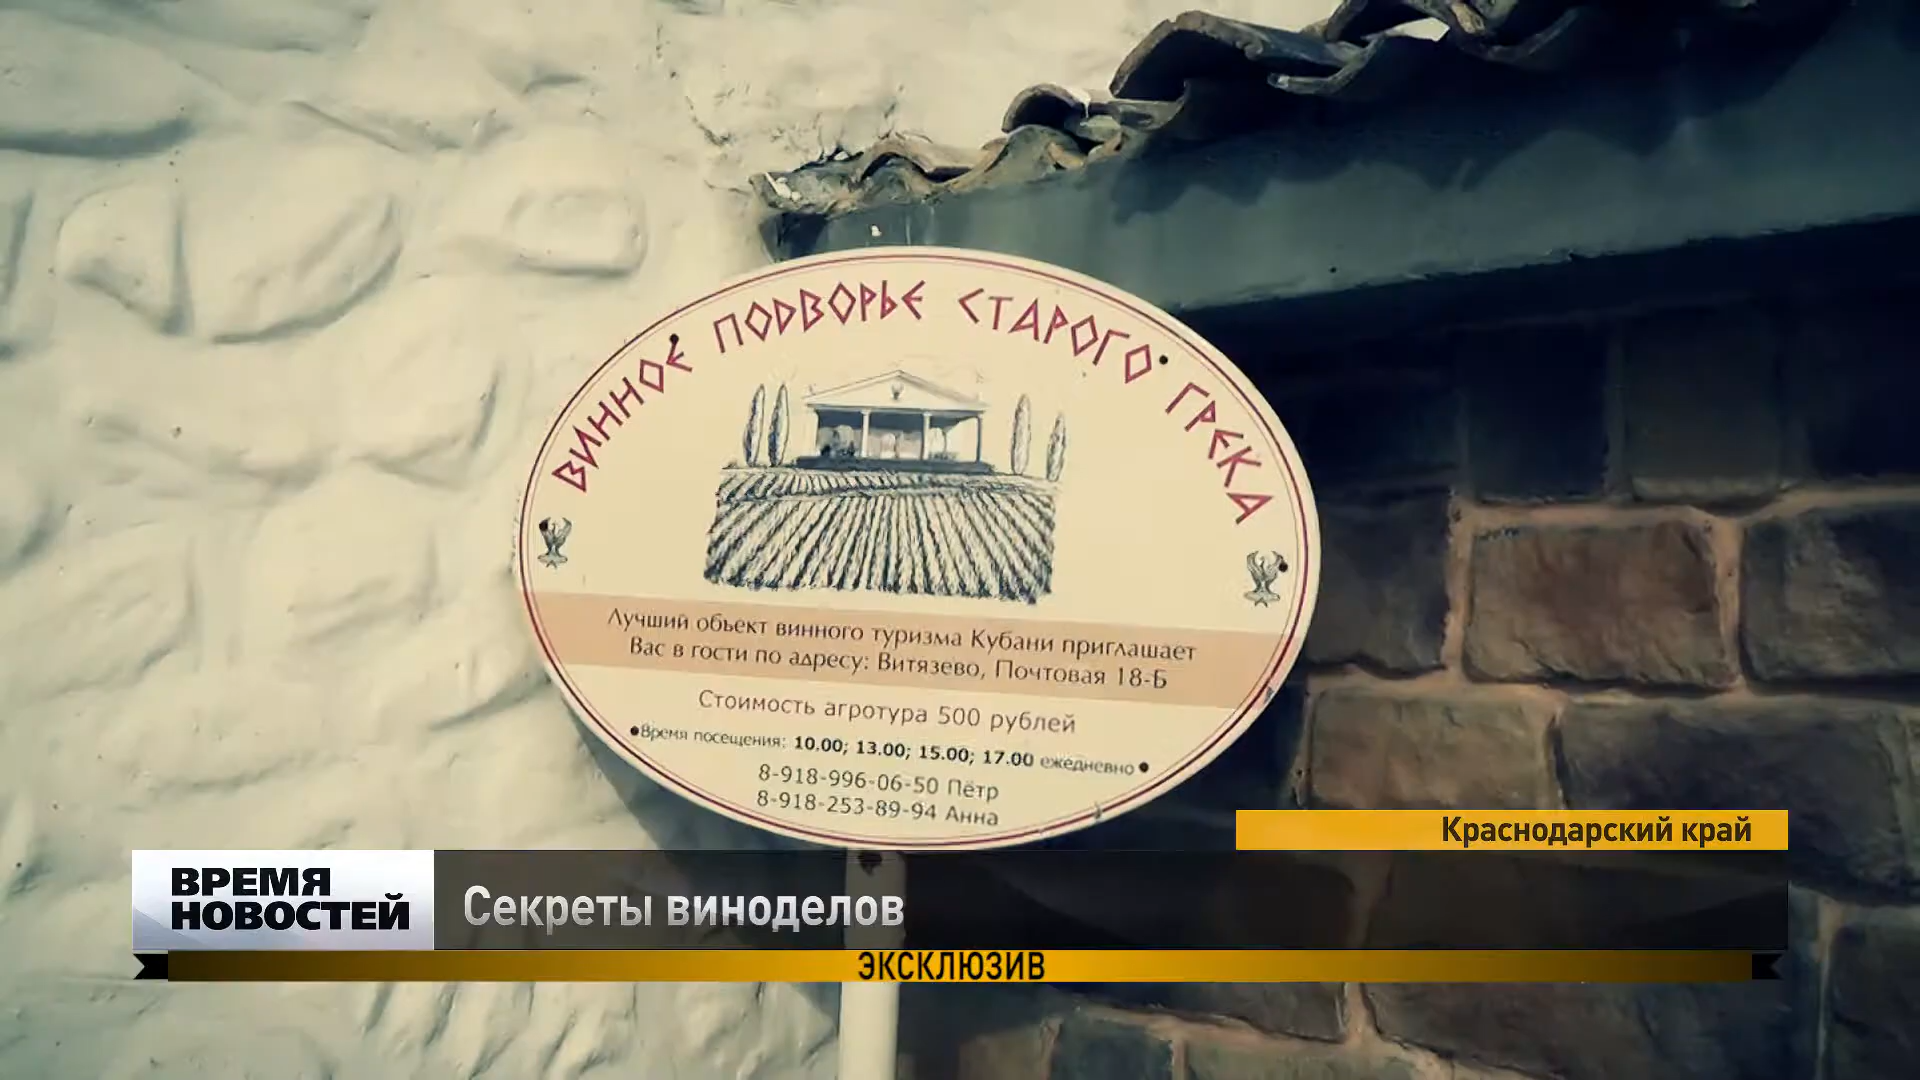 ВИННОЕ ПОДВОРЬЕ СТАРОГО ГРЕКА
Лучший объект винного туризма Кубани приглашает
Вас в гости по адресу: Витязево, Почтовая 18-Б
Стоимость агротура 500 рублей
•Время посещения: 10.00; 13.00; 15.00; 17.00 ежедневно•
8-918-996-06-50 Пётр
8-918-253-89-94 Анна
Краснодарский край
ВРЕМЯ
НОВОСТЕЙ
Секреты виноделов
ЭКСКЛЮЗИВ